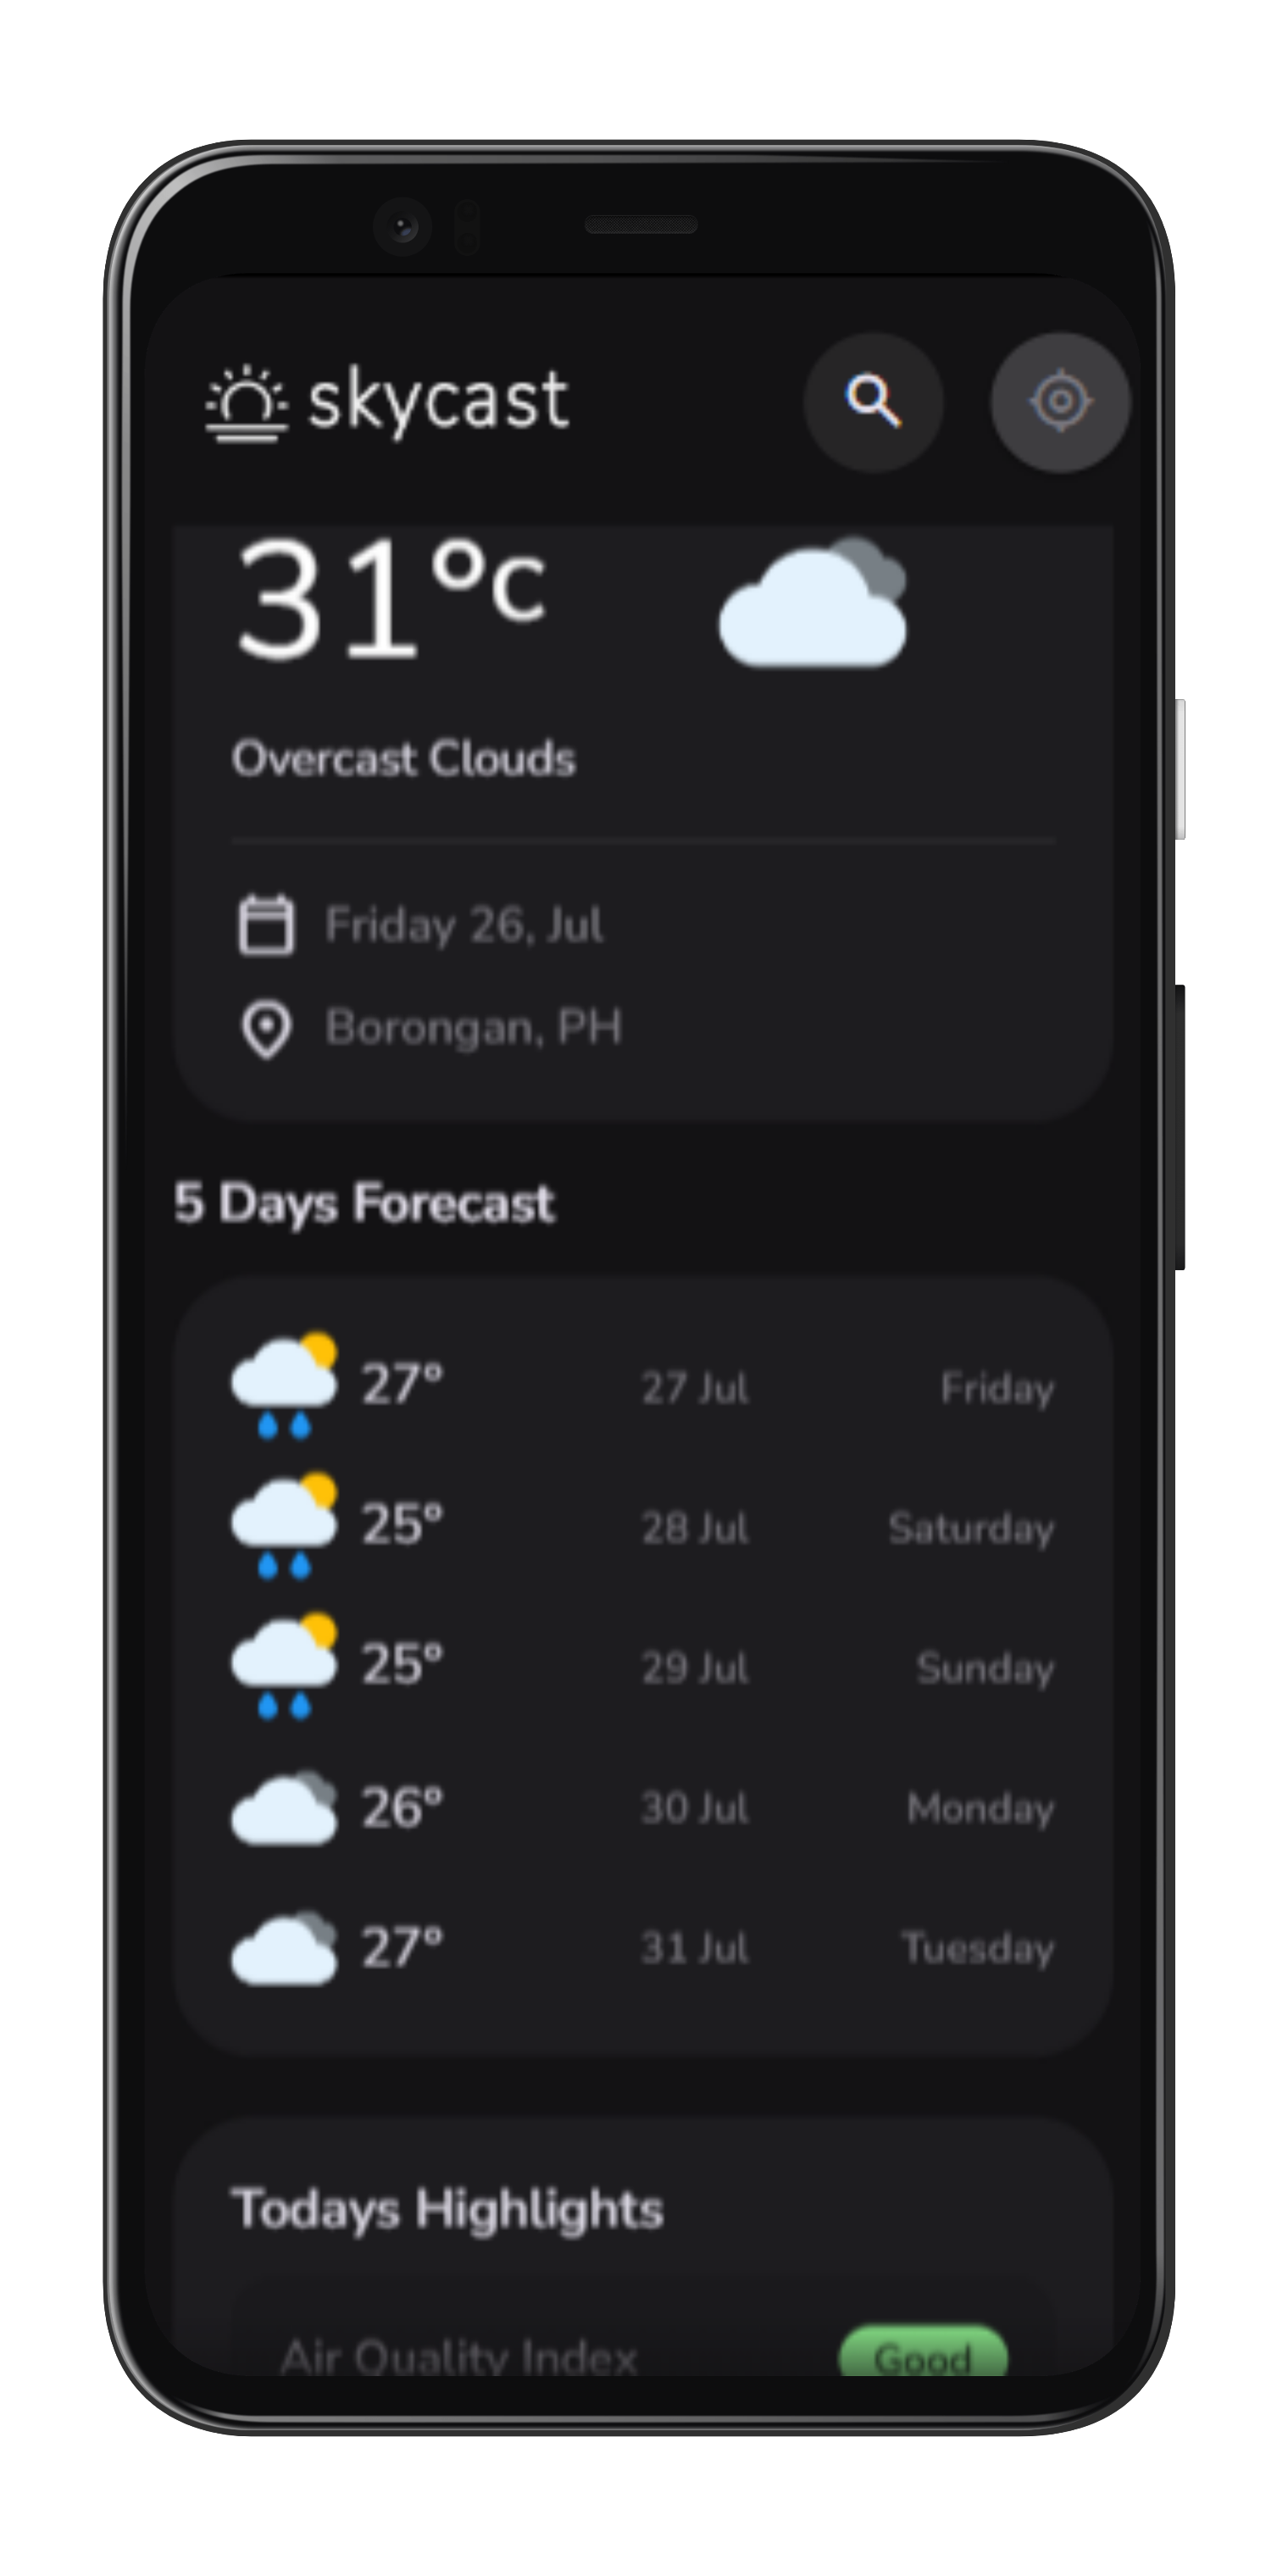 skycast
31°c
Overcast Clouds
Friday 26, Jul
Borongan, PH
5 Days Forecast
27° 27 Jul Friday
25° 28 Jul Saturday
25° 29 Jul Sunday
26° 30 Jul Monday
27° 31 Jul Tuesday
Todays Highlights
Air Quality Index Good